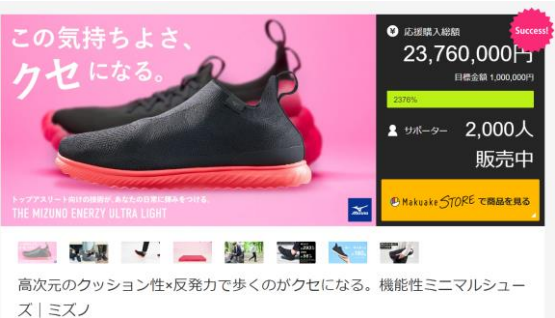 この気持ちよさ、
クセになる。
トップアスリート向けの技術が、あなたの日常に弾みをつける。
THE MIZUNO ENERZY ULTRA LIGHT
MIZUNO
Success!
応援購入総額
23,760,000円
目標金額 1,000,000円
2376%
サポーター 2,000人
販売中
Makuake STORE で商品を見る
高次元のクッション性×反発力で歩くのがクセになる。機能性ミニマルシュー
ズ | ミズノ